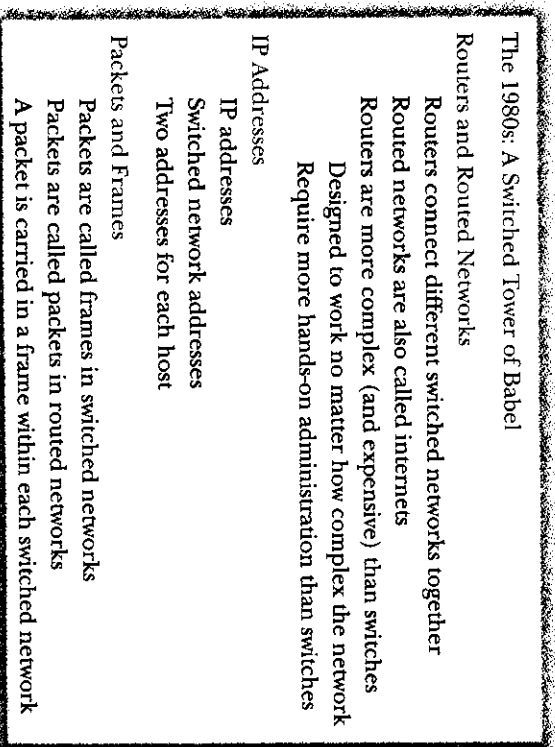 The 1980s: A Switched Tower of Babel
Routers and Routed Networks
Routers connect different switched networks together
Routed networks are also called internets
Routers are more complex (and expensive) than switches
Designed to work no matter how complex the network
Require more hands-on administration than switches
IP Addresses
IP addresses
Switched network addresses
Two addresses for each host
Packets and Frames
Packets are called frames in switched networks
Packets are called packets in routed networks
A packet is carried in a frame within each switched network